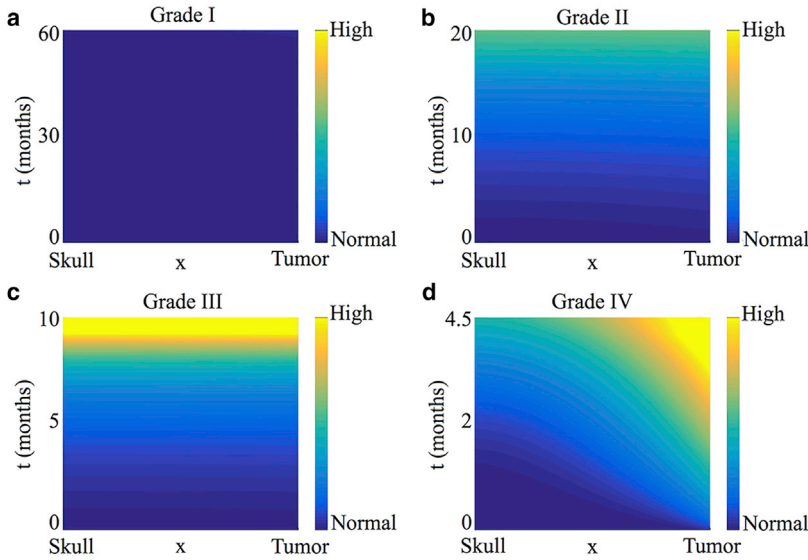 a
Grade I
60
High
t (months)
30
0
Normal
Skull
x
Tumor
b
Grade II
20
High
t (months)
10
0
Normal
Skull
x
Tumor
c
Grade III
10
High
t (months)
5
0
Normal
Skull
x
Tumor
d
Grade IV
4.5
High
t (months)
2
0
Normal
Skull
x
Tumor